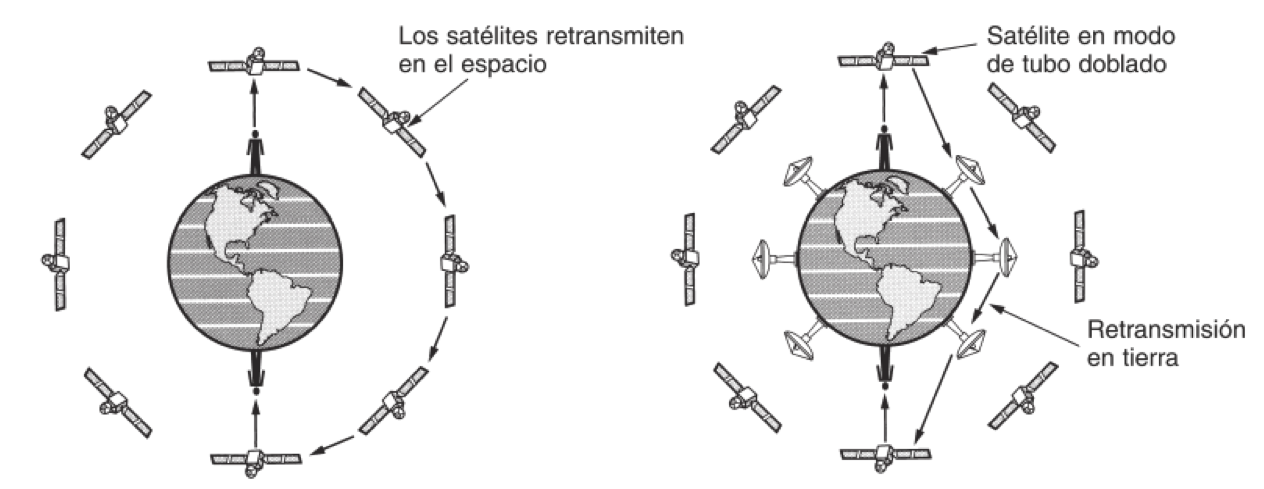 Los satélites retransmiten
en el espacio
Satélite en modo
de tubo doblado
Retransmisión
en tierra